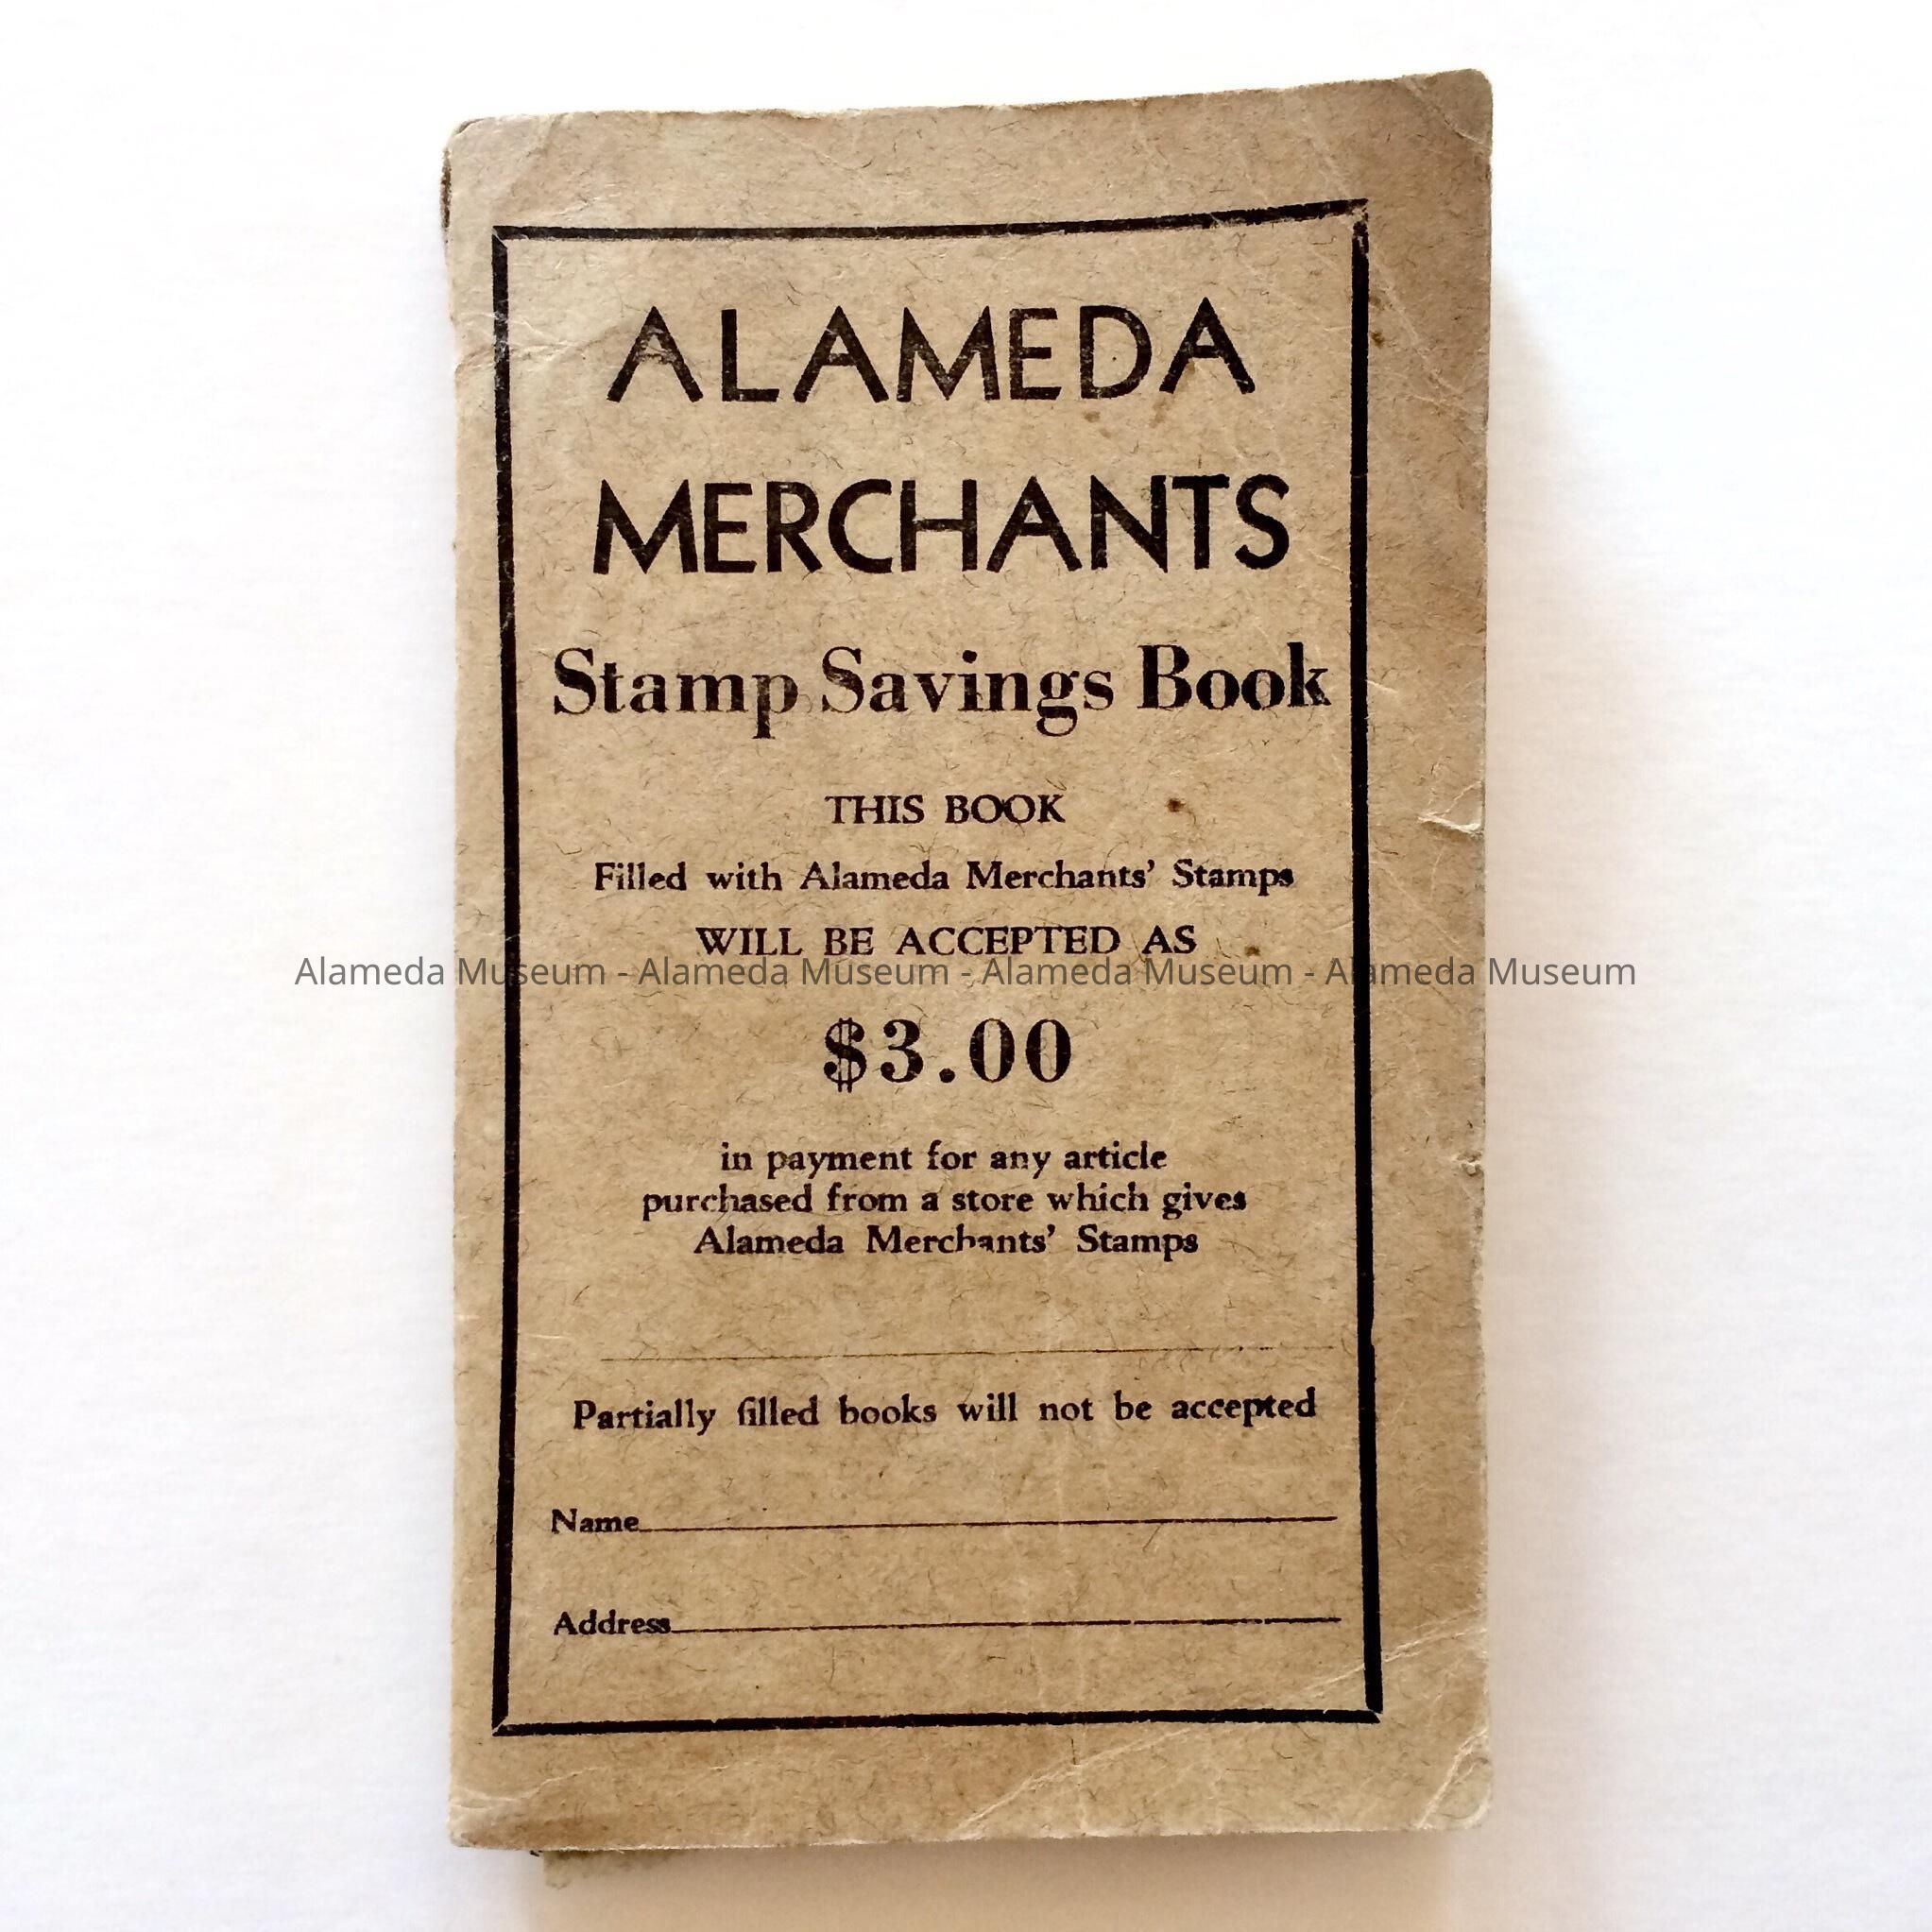 ALAMEDA
MERCHANTS
Stamp Savings Book
THIS BOOK
Filled with Alameda Merchants' Stamps
WILL BE ACCEPTED AS
Alameda Museum - Alameda Museum - Alameda Museum - Alameda Museum
$3.00
in payment for any article
purchased from a store which gives
Alameda Merchants' Stamps
Partially filled books will not be accepted
Name
Address